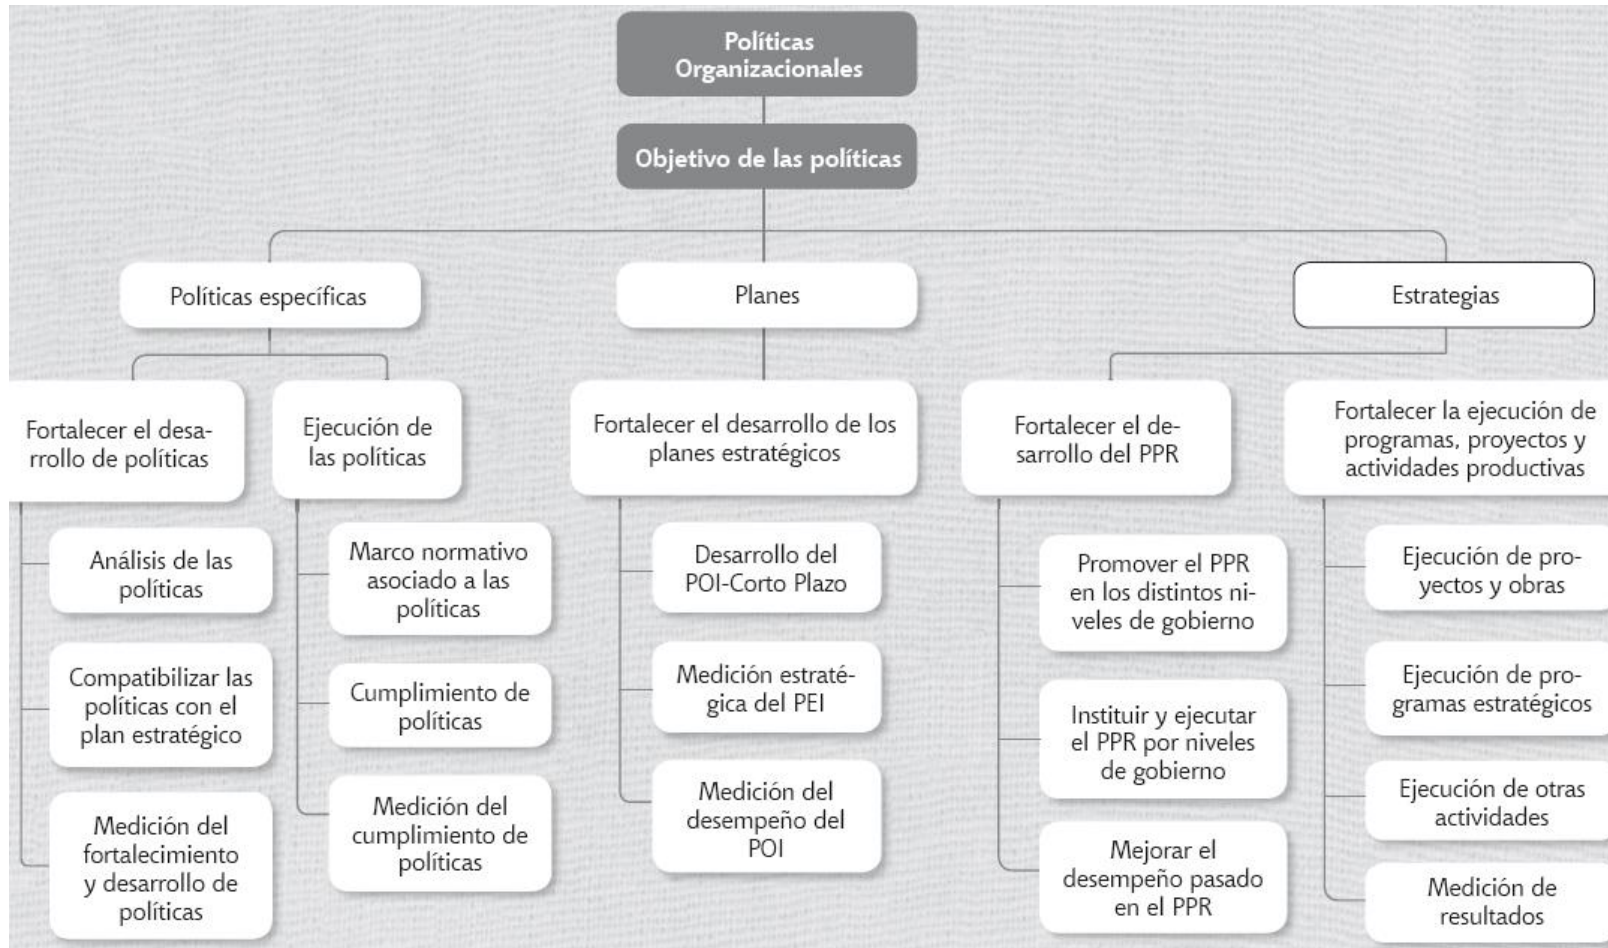 Políticas
Organizacionales
Objetivo de las políticas
Políticas específicas
Planes
Estrategias
Fortalecer el desa-
rrollo de políticas
Ejecución de
las políticas
Fortalecer el desarrollo de los
planes estratégicos
Fortalecer el de-
sarrollo del PPR
Fortalecer la ejecución de
programas, proyectos y
actividades productivas
Análisis de las
políticas
Compatibilizar las
políticas con el
plan estratégico
Medición del
fortalecimiento
y desarrollo de
políticas
Marco normativo
asociado a las
políticas
Cumplimiento de
políticas
Medición del
cumplimiento de
políticas
Desarrollo del
POI-Corto Plazo
Medición estraté-
gica del PEI
Medición del
desempeño del
POI
Promover el PPR
en los distintos ni-
veles de gobierno
Instituir y ejecutar
el PPR por niveles
de gobierno
Mejorar el
desempeño pasado
en el PPR
Ejecución de pro-
yectos y obras
Ejecución de pro-
gramas estratégicos
Ejecución de otras
actividades
Medición de
resultados